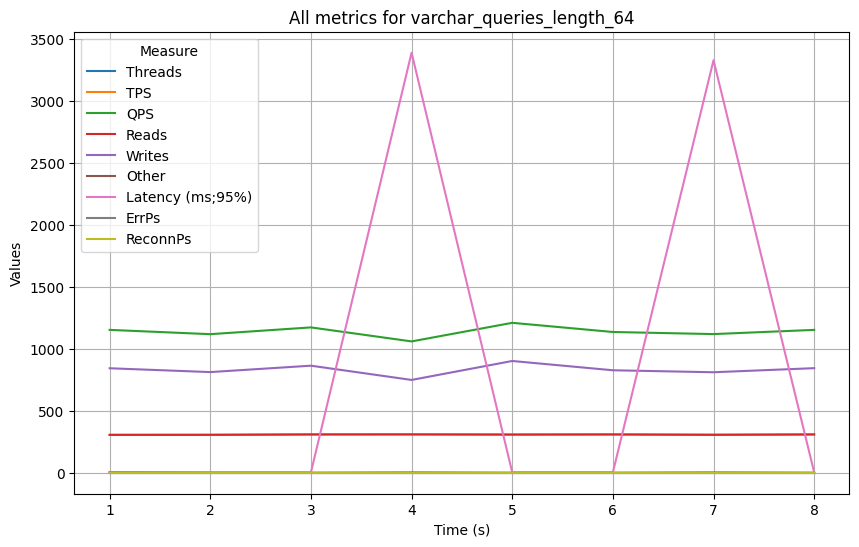 All metrics for varchar_queries_length_64
Measure
Threads
TPS
QPS
Reads
Writes
Other
Latency (ms;95%)
ErrPs
ReconnPs
Values
3500
3000
2500
2000
1500
1000
500
0
1 2 3 4 5 6 7 8
Time (s)